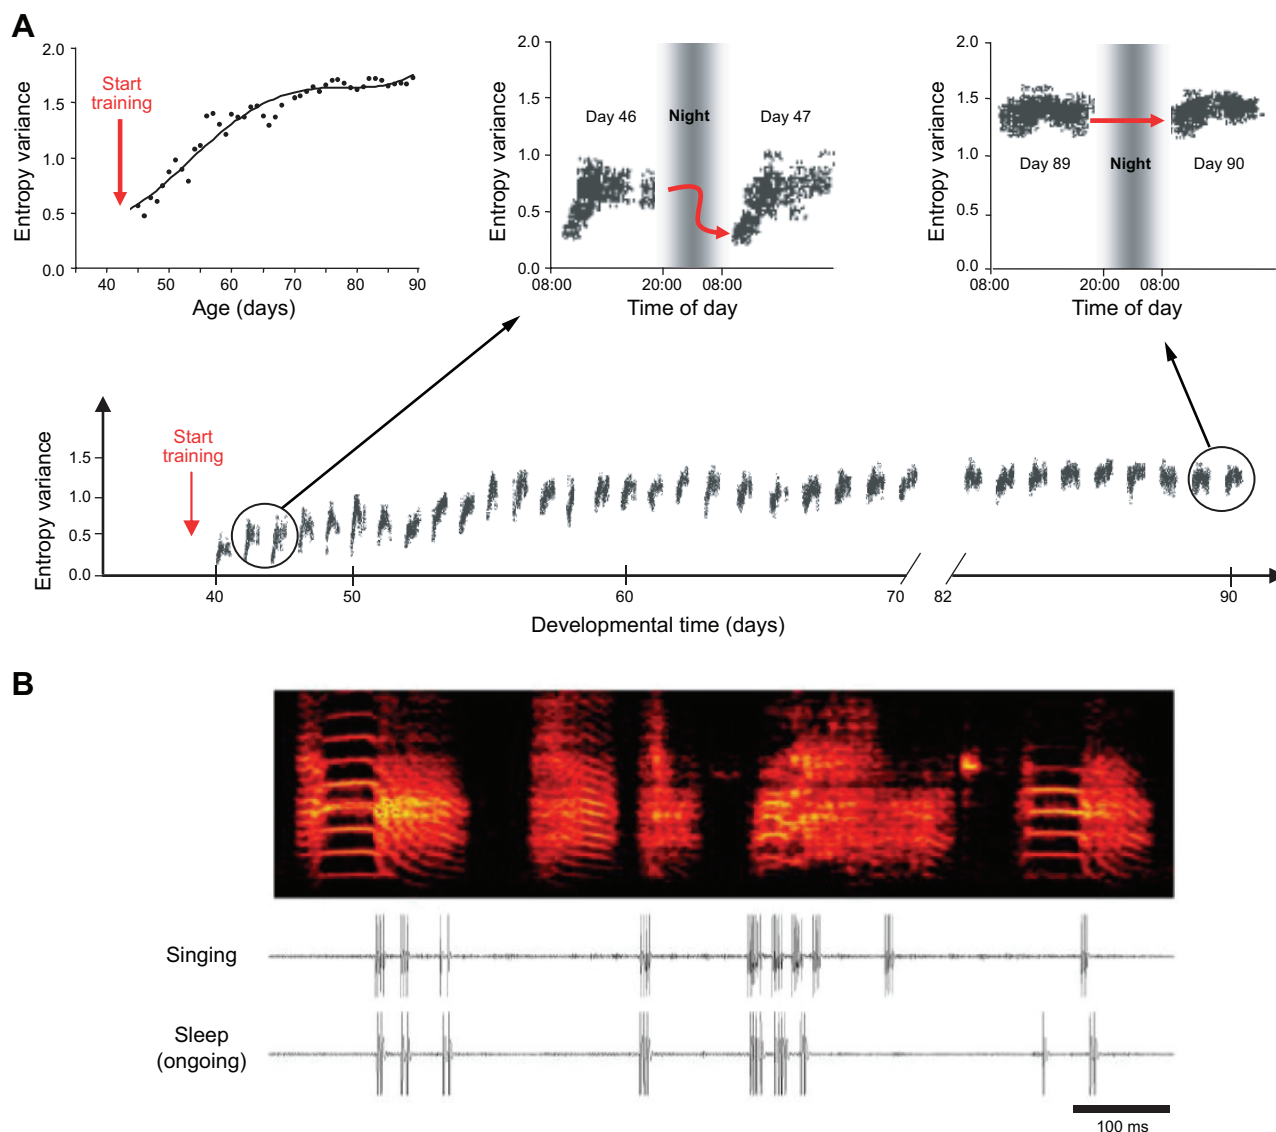 A
2.0
1.5
1.0
0.5
0.0
Entropy variance
Start
training
40
50
60
70
80
90
Age (days)
2.0
1.5
1.0
0.5
0.0
Entropy variance
Day 46
Night
Day 47
08:00
20:00
08:00
Time of day
2.0
1.5
1.0
0.5
0.0
Entropy variance
Day 89
Night
Day 90
08:00
20:00
08:00
Time of day
Entropy variance
1.5
1.0
0.5
0.0
Start
training
40
50
60
70
82
90
Developmental time (days)
B
Singing
Sleep
(ongoing)
100 ms